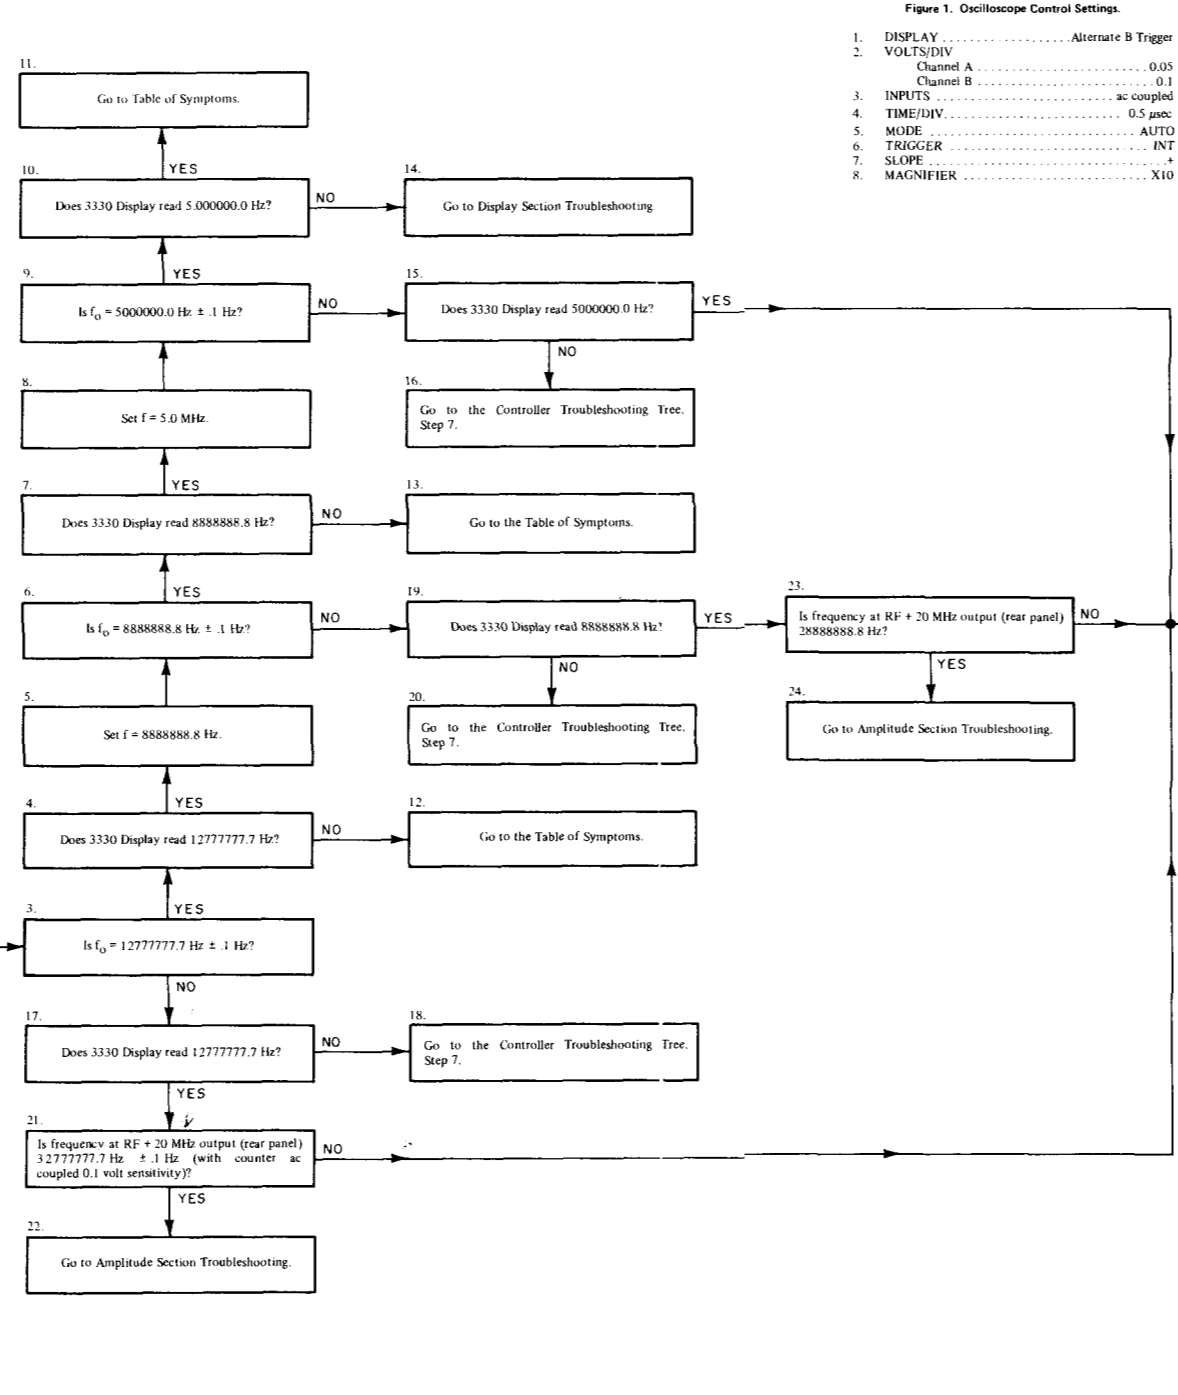 Figure 1. Oscilloscope Control Settings.
1. DISPLAY ................... Alternate B Trigger
2. VOLTS/DIV
Channel A ......................... 0.05
Channel B ......................... 0.1
3. INPUTS ........................... ac coupled
4. TIME/DIV.......................... 0.5 μsec
5. MODE ............................... AUTO
6. TRIGGER ............................ INT
7. SLOPE .................................. +
8. MAGNIFIER .......................... X10
11.
Go to Table of Symptoms.
YES
10.
Does 3330 Display read 5.000000.0 Hz?
NO
14.
Go to Display Section Troubleshooting.
YES
9.
Is fo = 5000000.0 Hz ± .1 Hz?
NO
15.
Does 3330 Display read 5000000.0 Hz?
YES
NO
8.
Set f = 5.0 MHz.
16.
Go to the Controller Troubleshooting Tree,
Step 7.
YES
7.
Does 3330 Display read 8888888.8 Hz?
NO
13.
Go to the Table of Symptoms.
YES
6.
Is fo = 8888888.8 Hz ± .1 Hz?
NO
19.
Does 3330 Display read 8888888.8 Hz?
YES
23.
Is frequency at RF + 20 MHz output (rear panel)
28888888.8 Hz?
NO
NO
YES
5.
Set f = 8888888.8 Hz.
20.
Go to the Controller Troubleshooting Tree,
Step 7.
24.
Go to Amplitude Section Troubleshooting.
YES
4.
Does 3330 Display read 12777777.7 Hz?
NO
12.
Go to the Table of Symptoms.
YES
3.
Is fo = 12777777.7 Hz ± .1 Hz?
NO
17.
Does 3330 Display read 12777777.7 Hz?
NO
18.
Go to the Controller Troubleshooting Tree,
Step 7.
YES
21.
Is frequency at RF + 20 MHz output (rear panel)
32777777.7 Hz ± .1 Hz (with counter ac
coupled 0.1 volt sensitivity)?
NO
YES
22.
Go to Amplitude Section Troubleshooting.